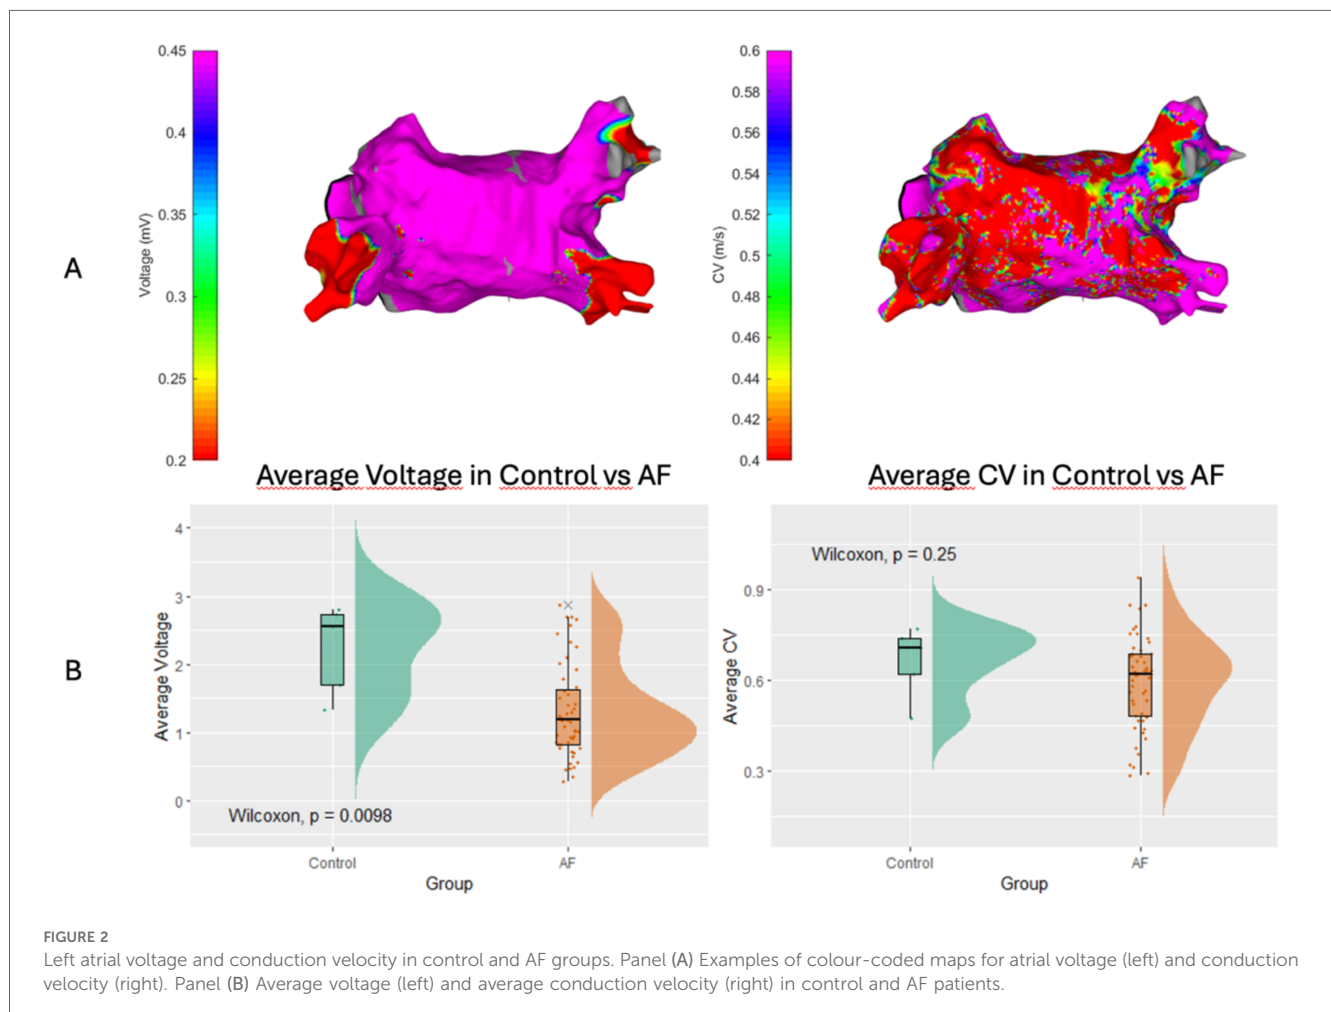 0.45
0.4
0.35
0.3
0.25
0.2
Voltage (mV)
0.6
0.58
0.56
0.54
0.52
0.5
0.48
0.46
0.44
0.42
0.4
CV (m/s)
A
Average Voltage in Control vs AF
Average CV in Control vs AF
B
4
3
2
1
0
Average Voltage
Wilcoxon, p = 0.0098
Control
AF
Group
Wilcoxon, p = 0.25
0.9
0.6
0.3
Average CV
Control
AF
Group
FIGURE 2
Left atrial voltage and conduction velocity in control and AF groups. Panel (A) Examples of colour-coded maps for atrial voltage (left) and conduction
velocity (right). Panel (B) Average voltage (left) and average conduction velocity (right) in control and AF patients.